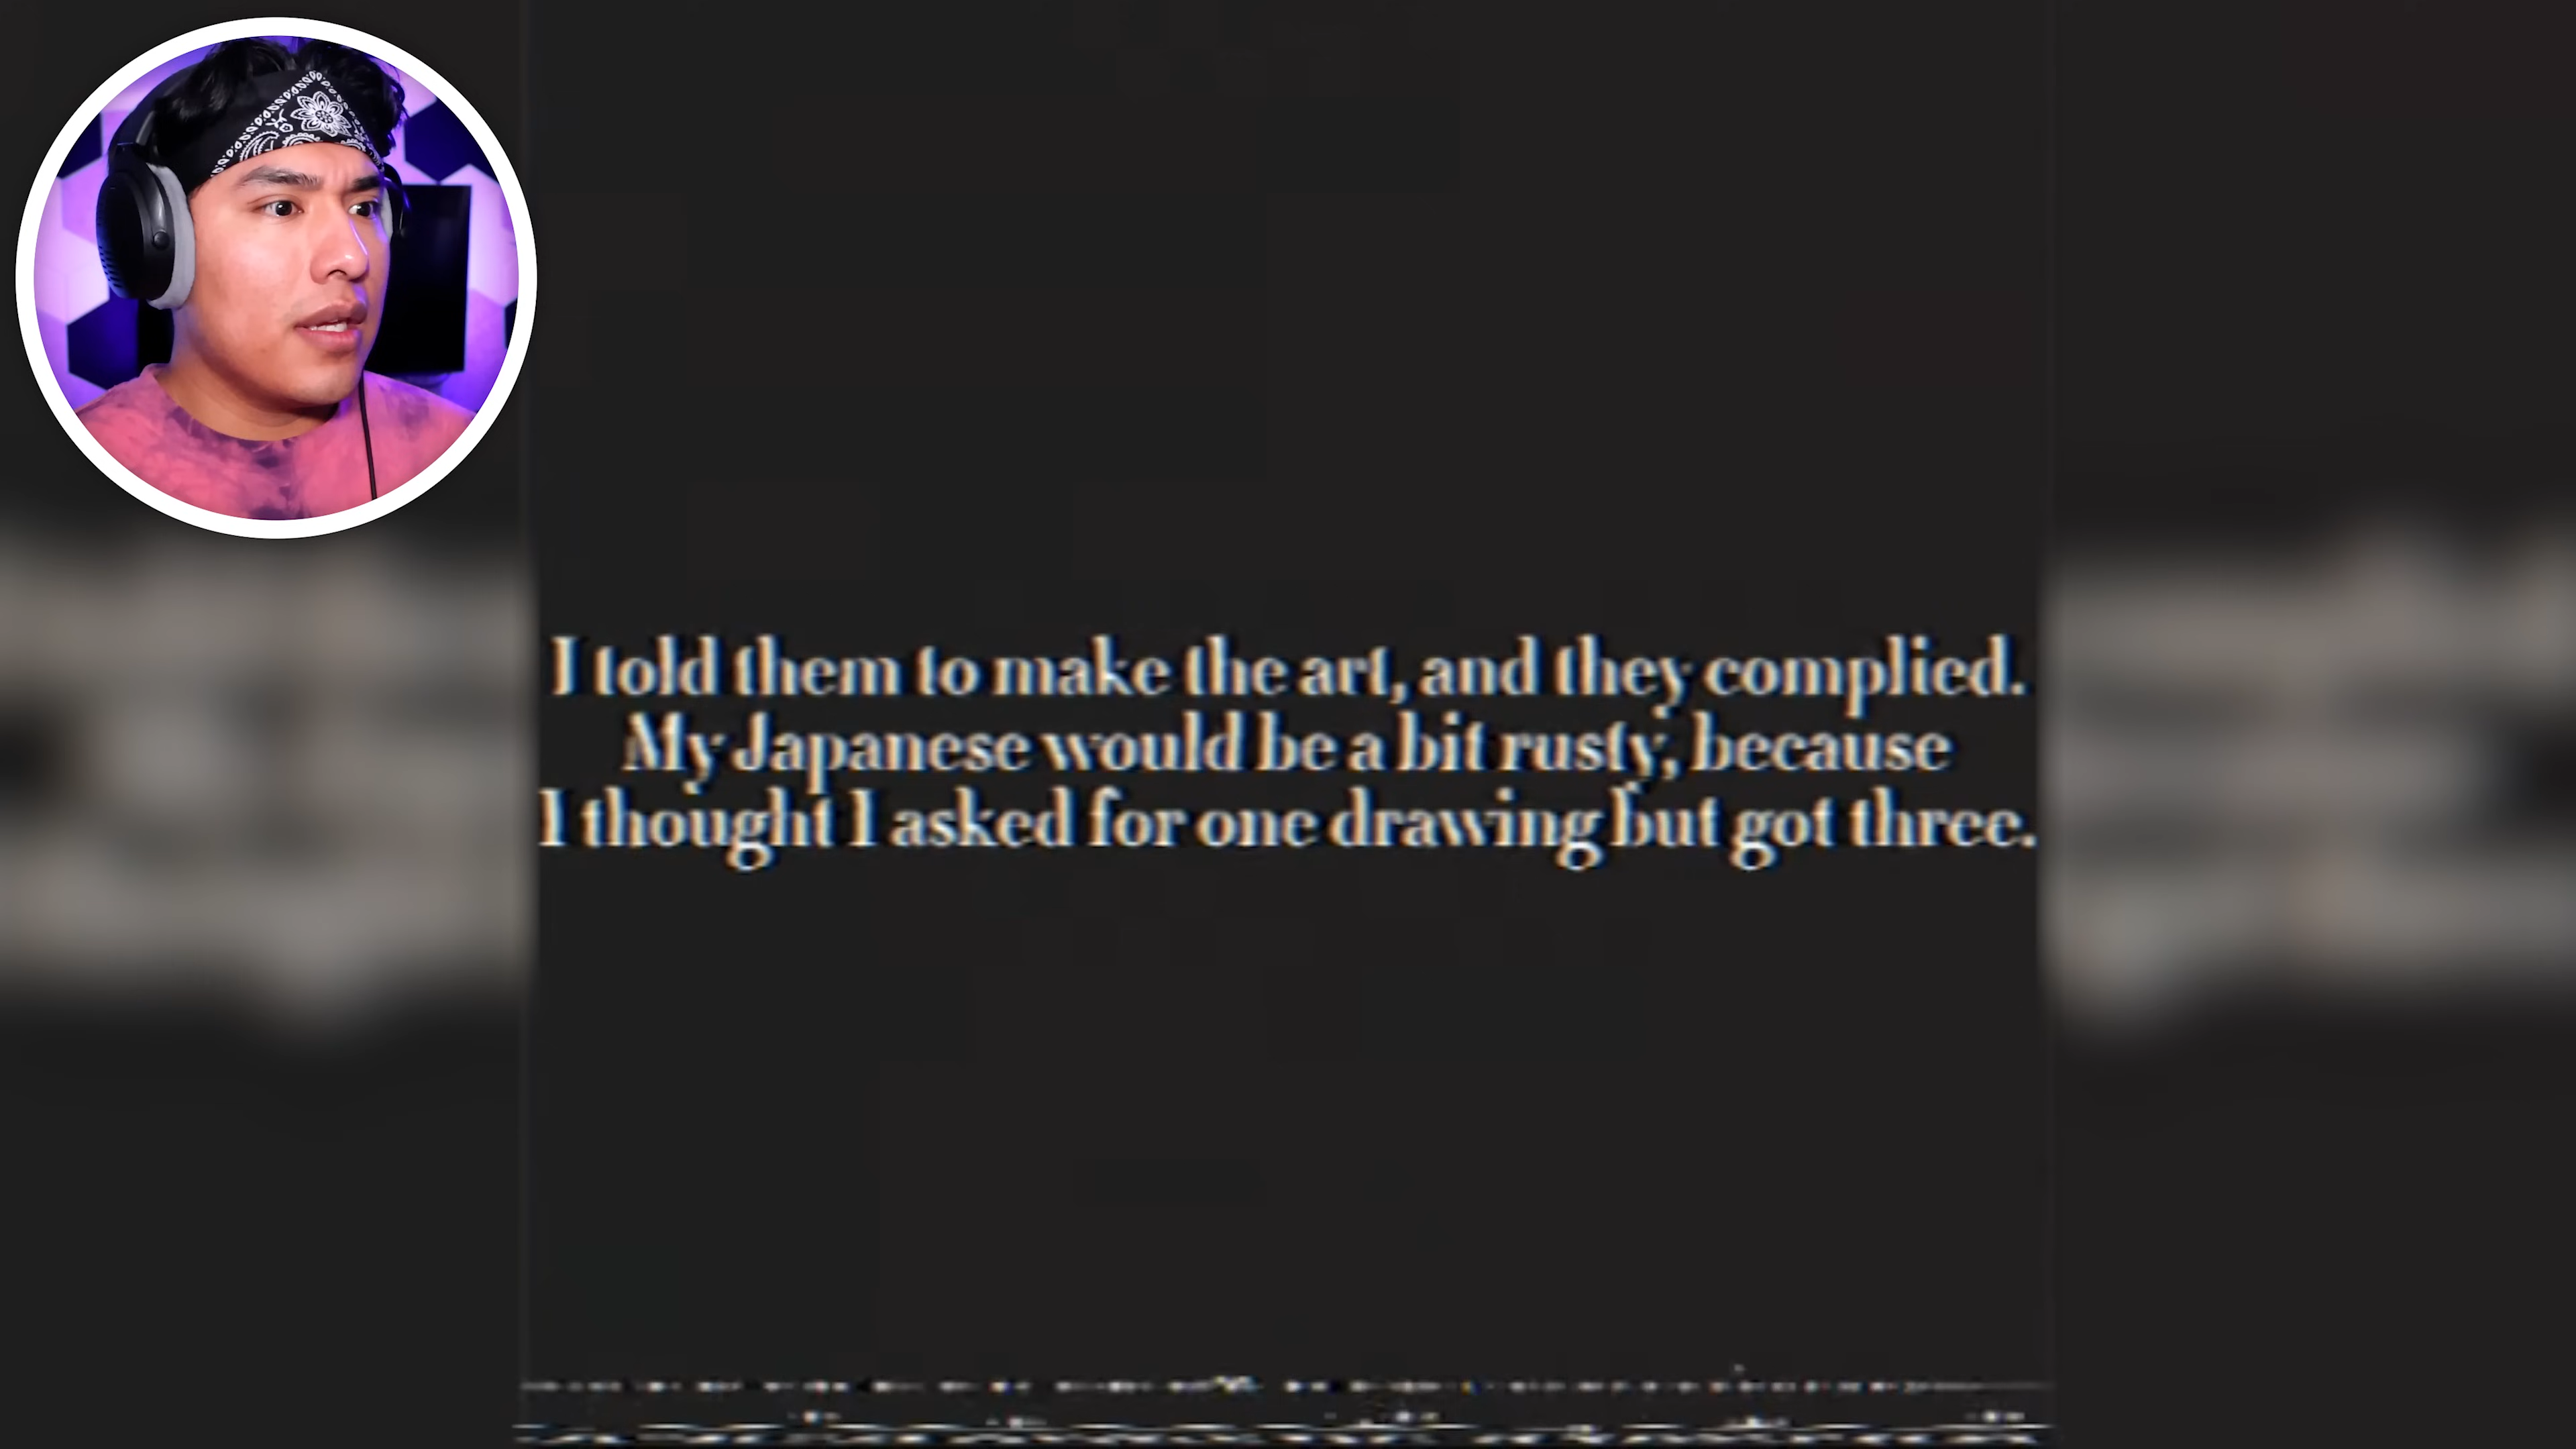 I told them to make the art, and they complied.
My Japanese would be a bit rusty, because
I thought I asked for one drawing but got three.